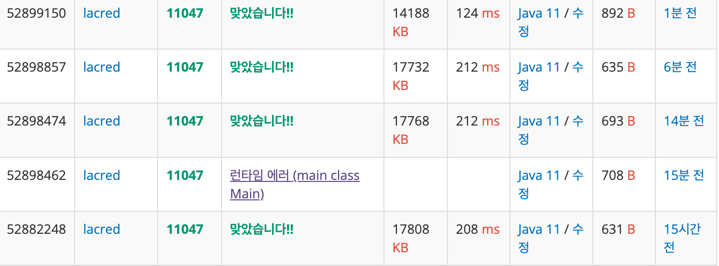 52899150 lacred 11047 맞았습니다!! 14188 KB 124 ms Java 11 / 수정 892 B 1분 전
52898857 lacred 11047 맞았습니다!! 17732 KB 212 ms Java 11 / 수정 635 B 6분 전
52898474 lacred 11047 맞았습니다!! 17768 KB 212 ms Java 11 / 수정 693 B 14분 전
52898462 lacred 11047 런타임 에러 (main class Main) Java 11 / 수정 708 B 15분 전
52882248 lacred 11047 맞았습니다!! 17808 KB 208 ms Java 11 / 수정 631 B 15시간 전